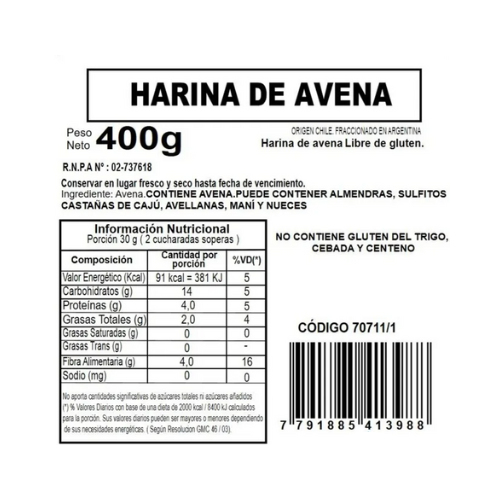 HARINA DE AVENA
Peso
Neto 400g
ORIGEN CHILE. FRACCIONADO EN ARGENTINA
Harina de avena Libre de gluten.
R.N.P.A Nº : 02-737618
Conservar en lugar fresco y seco hasta fecha de vencimiento.
Ingrediente: Avena.CONTIENE AVENA.PUEDE CONTENER ALMENDRAS, SULFITOS
CASTAÑAS DE CAJÚ, AVELLANAS, MANÍ Y NUECES
Información Nutricional
Porción 30 g ( 2 cucharadas soperas )
Composición Cantidad por porción %VD(*)
Valor Energético (Kcal) 91 kcal = 381 KJ 5
Carbohidratos (g) 14 5
Proteínas (g) 4,0 5
Grasas Totales (g) 2,0 4
Grasas Saturadas (g) 0 0
Grasas Trans (g) 0 -
Fibra Alimentaria (g) 4,0 16
Sodio (mg) 0 0
No aporta cantidades significativas de azúcares totales ni azúcares añadidos
(*) % Valores Diarios con base de una dieta de 2000 kcal / 8400 kJ calculados
para la porción. Sus valores diarios pueden ser mayores o menores dependiendo
de sus necesidades energéticas. ( Según Resolucion GMC 46 / 03).
NO CONTIENE GLUTEN DEL TRIGO,
CEBADA Y CENTENO
CÓDIGO 70711/1
7 791885 413988